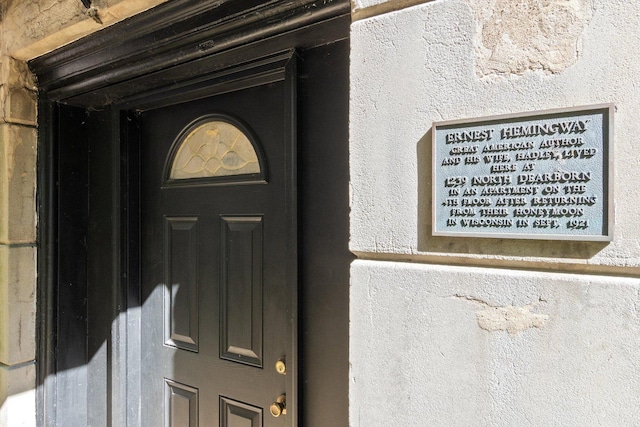 ERNEST HEMINGWAY
GREAT AMERICAN AUTHOR
AND HIS WIFE, HADLEY, LIVED
HERE AT
1239 NORTH DEARBORN
IN AN APARTMENT ON THE
4TH FLOOR AFTER RETURNING
FROM THEIR HONEYMOON
IN WISCONSIN IN SEPT, 1921